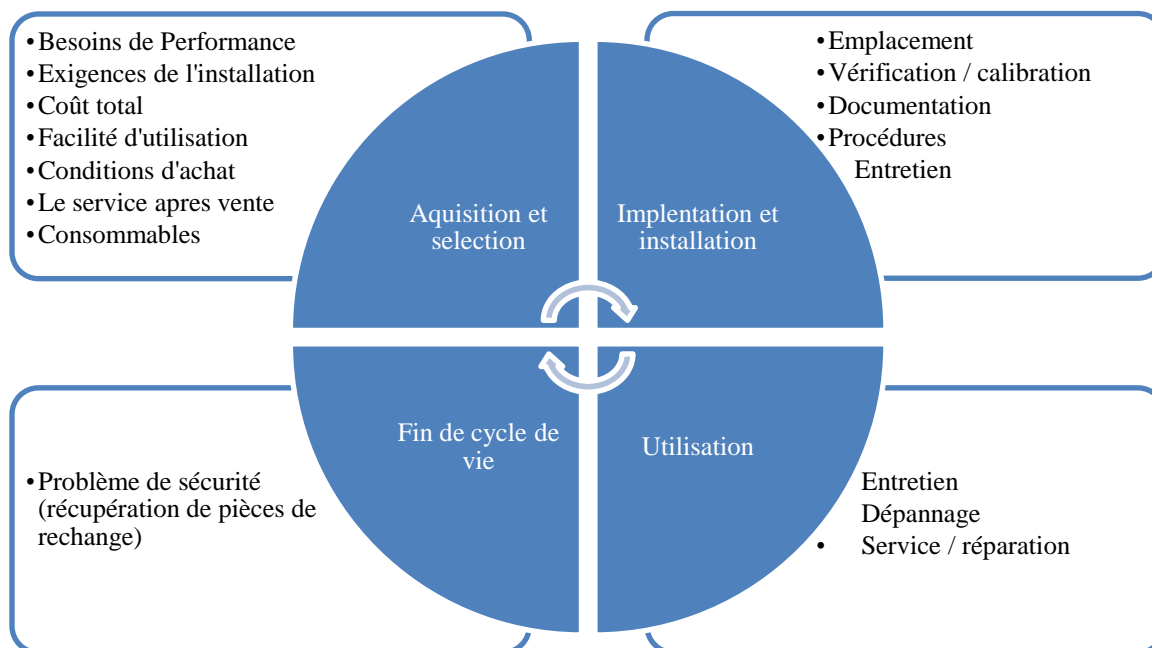 •Besoins de Performance
•Exigences de l'installation
•Coût total
•Facilité d'utilisation
•Conditions d'achat
•Le service apres vente
•Consommables
•Emplacement
•Vérification / calibration
•Documentation
•Procédures
Entretien
Aquisition et
selection
Implentation et
installation
Fin de cycle de
vie
Utilisation
•Problème de sécurité
(récupération de pièces de
rechange)
Entretien
Dépannage
• Service / réparation